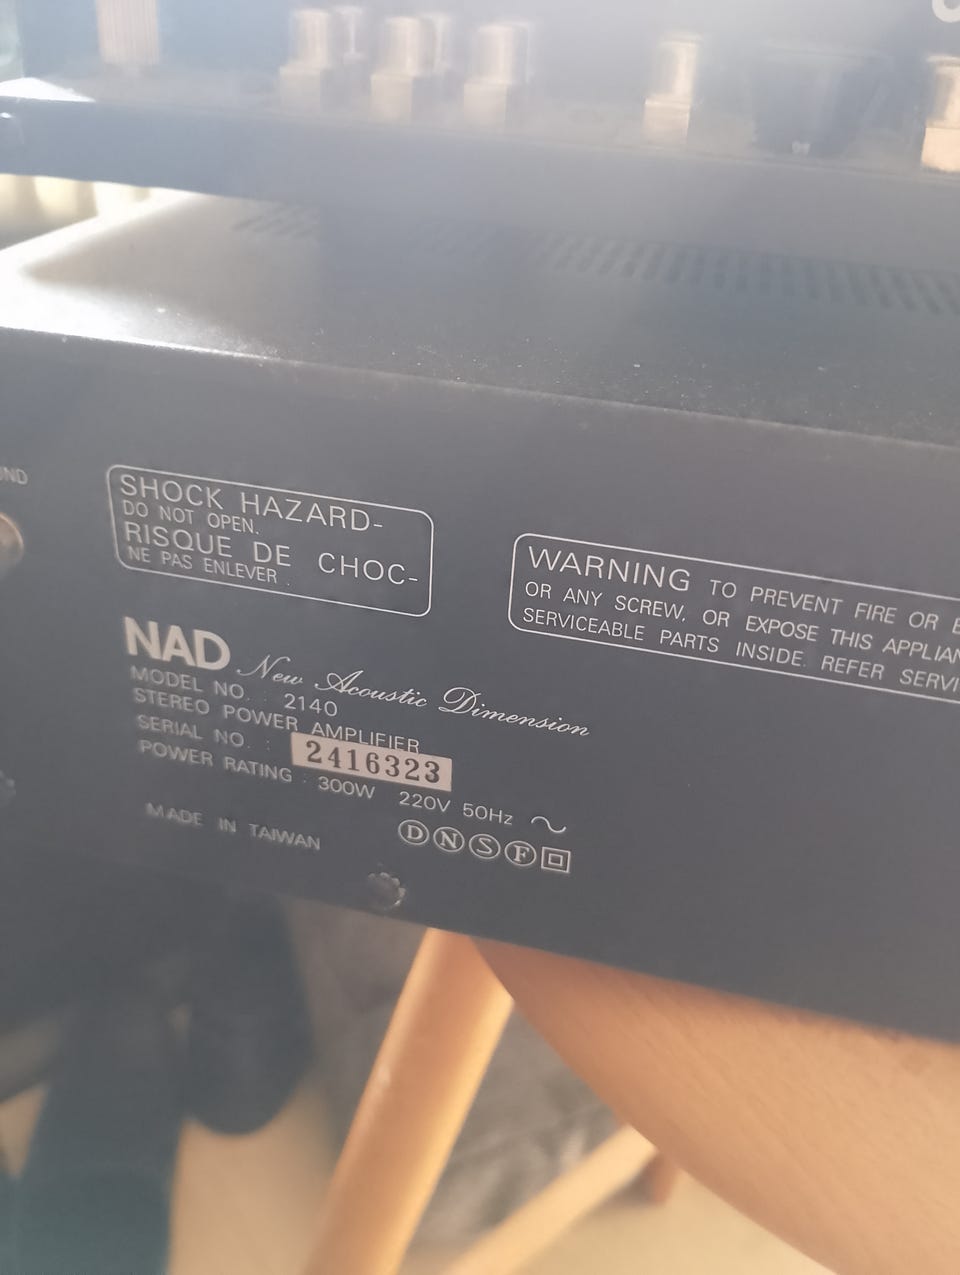 SHOCK HAZARD-
DO NOT OPEN.
RISQUE DE CHOC-
NE PAS ENLEVER.
WARNING TO PREVENT FIRE OR
OR ANY SCREW, OR EXPOSE THIS
SERVICEABLE PARTS INSIDE. REFER
NAD New Acoustic Dimension
MODEL NO. : 2140
STEREO POWER AMPLIFIER
SERIAL NO. : 2416323
POWER RATING : 300W 220V 50Hz ~
MADE IN TAIWAN
D N S F